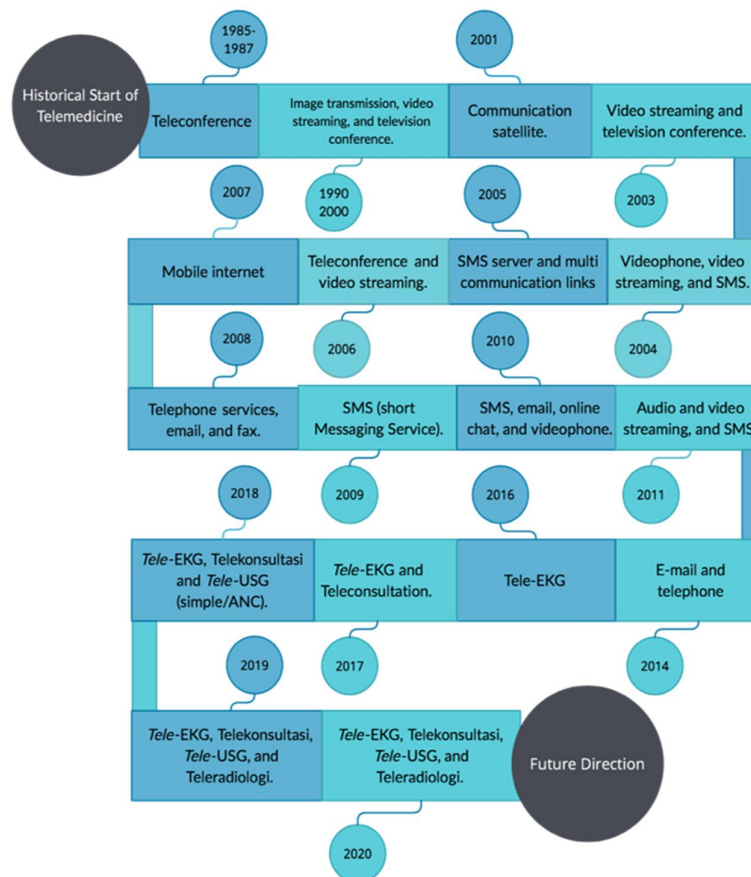 1985-
1987
2001
Historical Start of
Telemedicine
Teleconference
Image transmission, video
streaming, and television
conference.
Communication
satellite.
Video streaming and
television conference.
2007
1990
2000
2005
2003
Mobile internet
Teleconference and
video streaming.
SMS server and multi
communication links
Videophone, video
streaming, and SMS.
2008
2006
2010
2004
Telephone services,
email, and fax.
SMS (short
Messaging Service).
SMS, email, online
chat, and videophone.
Audio and video
streaming, and SMS
2018
2009
2016
2011
Tele-EKG, Telekonsultasi
and Tele-USG
(simple/ANC).
Tele-EKG and
Teleconsultation.
Tele-EKG
E-mail and
telephone
2019
2017
2014
Tele-EKG, Telekonsultasi,
Tele-USG, and
Teleradiologi.
Tele-EKG, Telekonsultasi,
Tele-USG, and
Teleradiologi.
Future Direction
2020